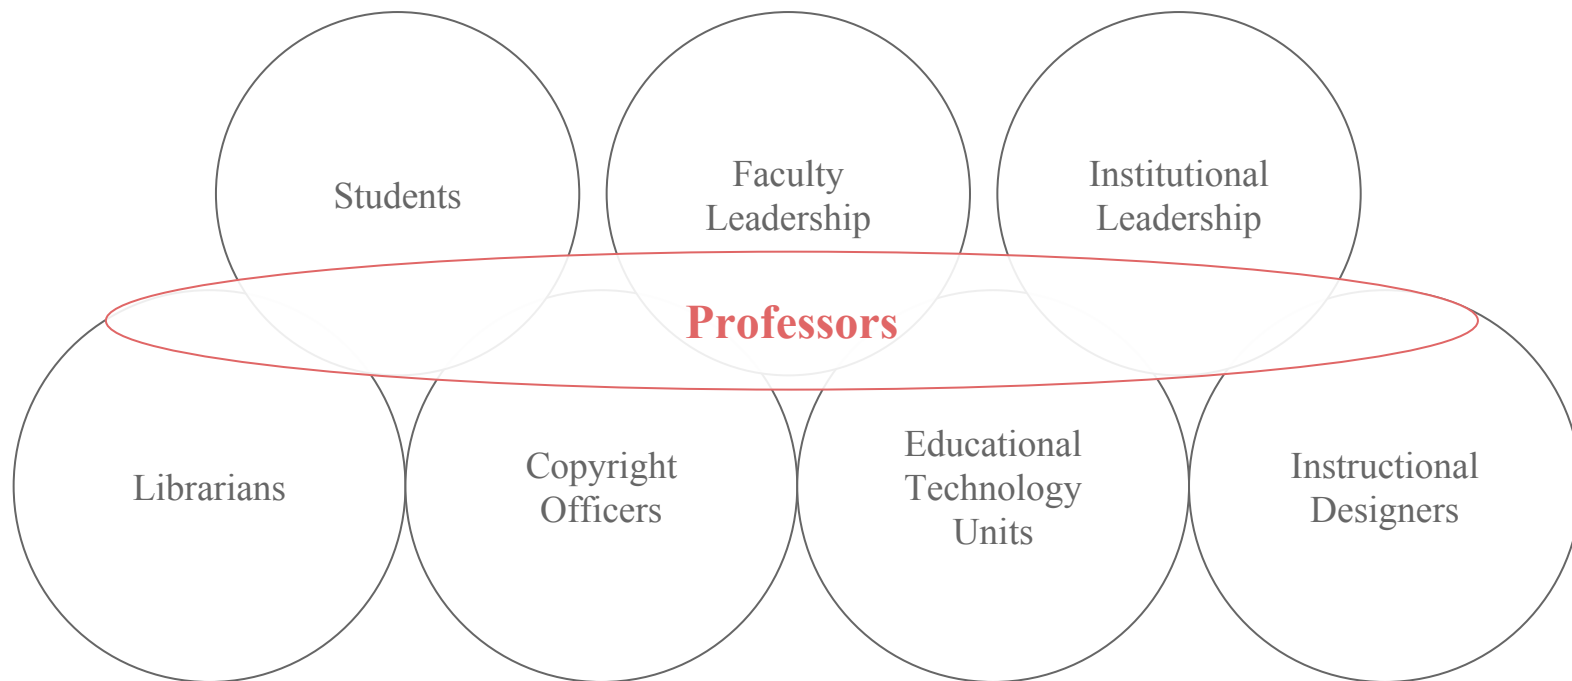 Students
Faculty
Leadership
Institutional
Leadership
Professors
Librarians
Copyright
Officers
Educational
Technology
Units
Instructional
Designers